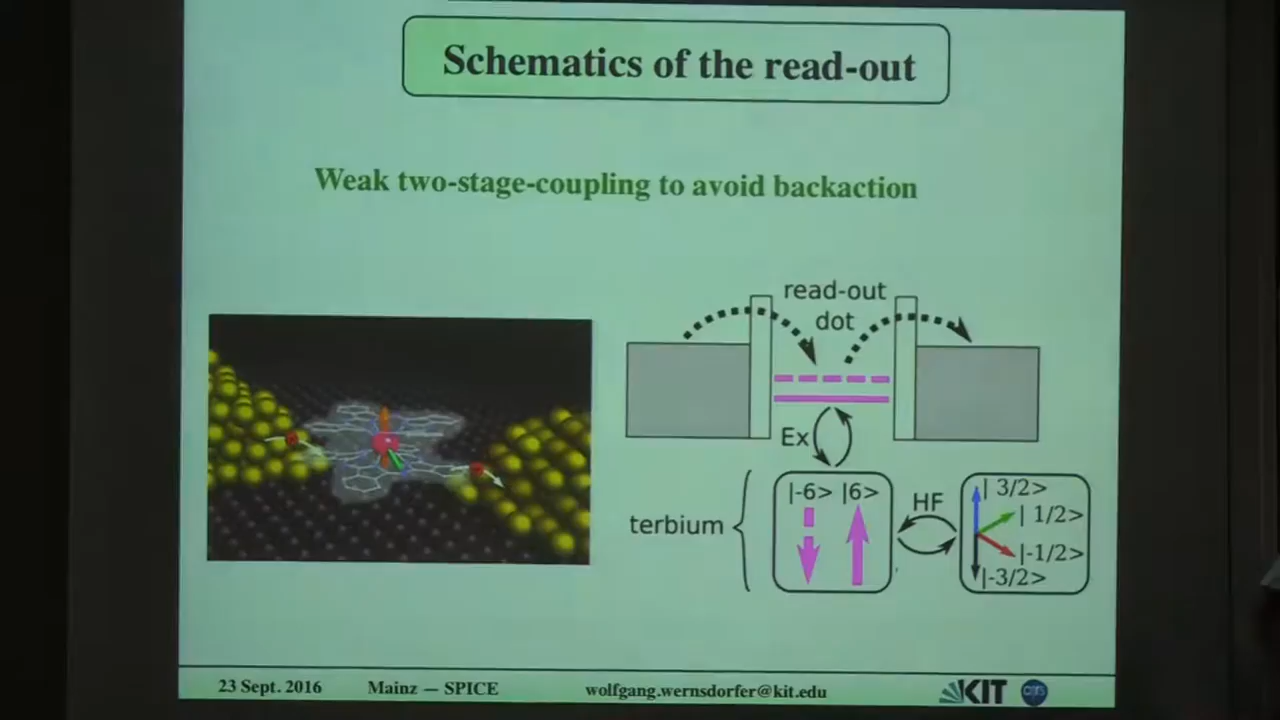 Schematics of the read-out
Weak two-stage-coupling to avoid backaction
read-out
dot
Ex
terbium
|-6> |6>
HF
| 3/2>
| 1/2>
|-1/2>
|-3/2>
23 Sept. 2016 Mainz — SPICE wolfgang.wernsdorfer@kit.edu KIT cnrs